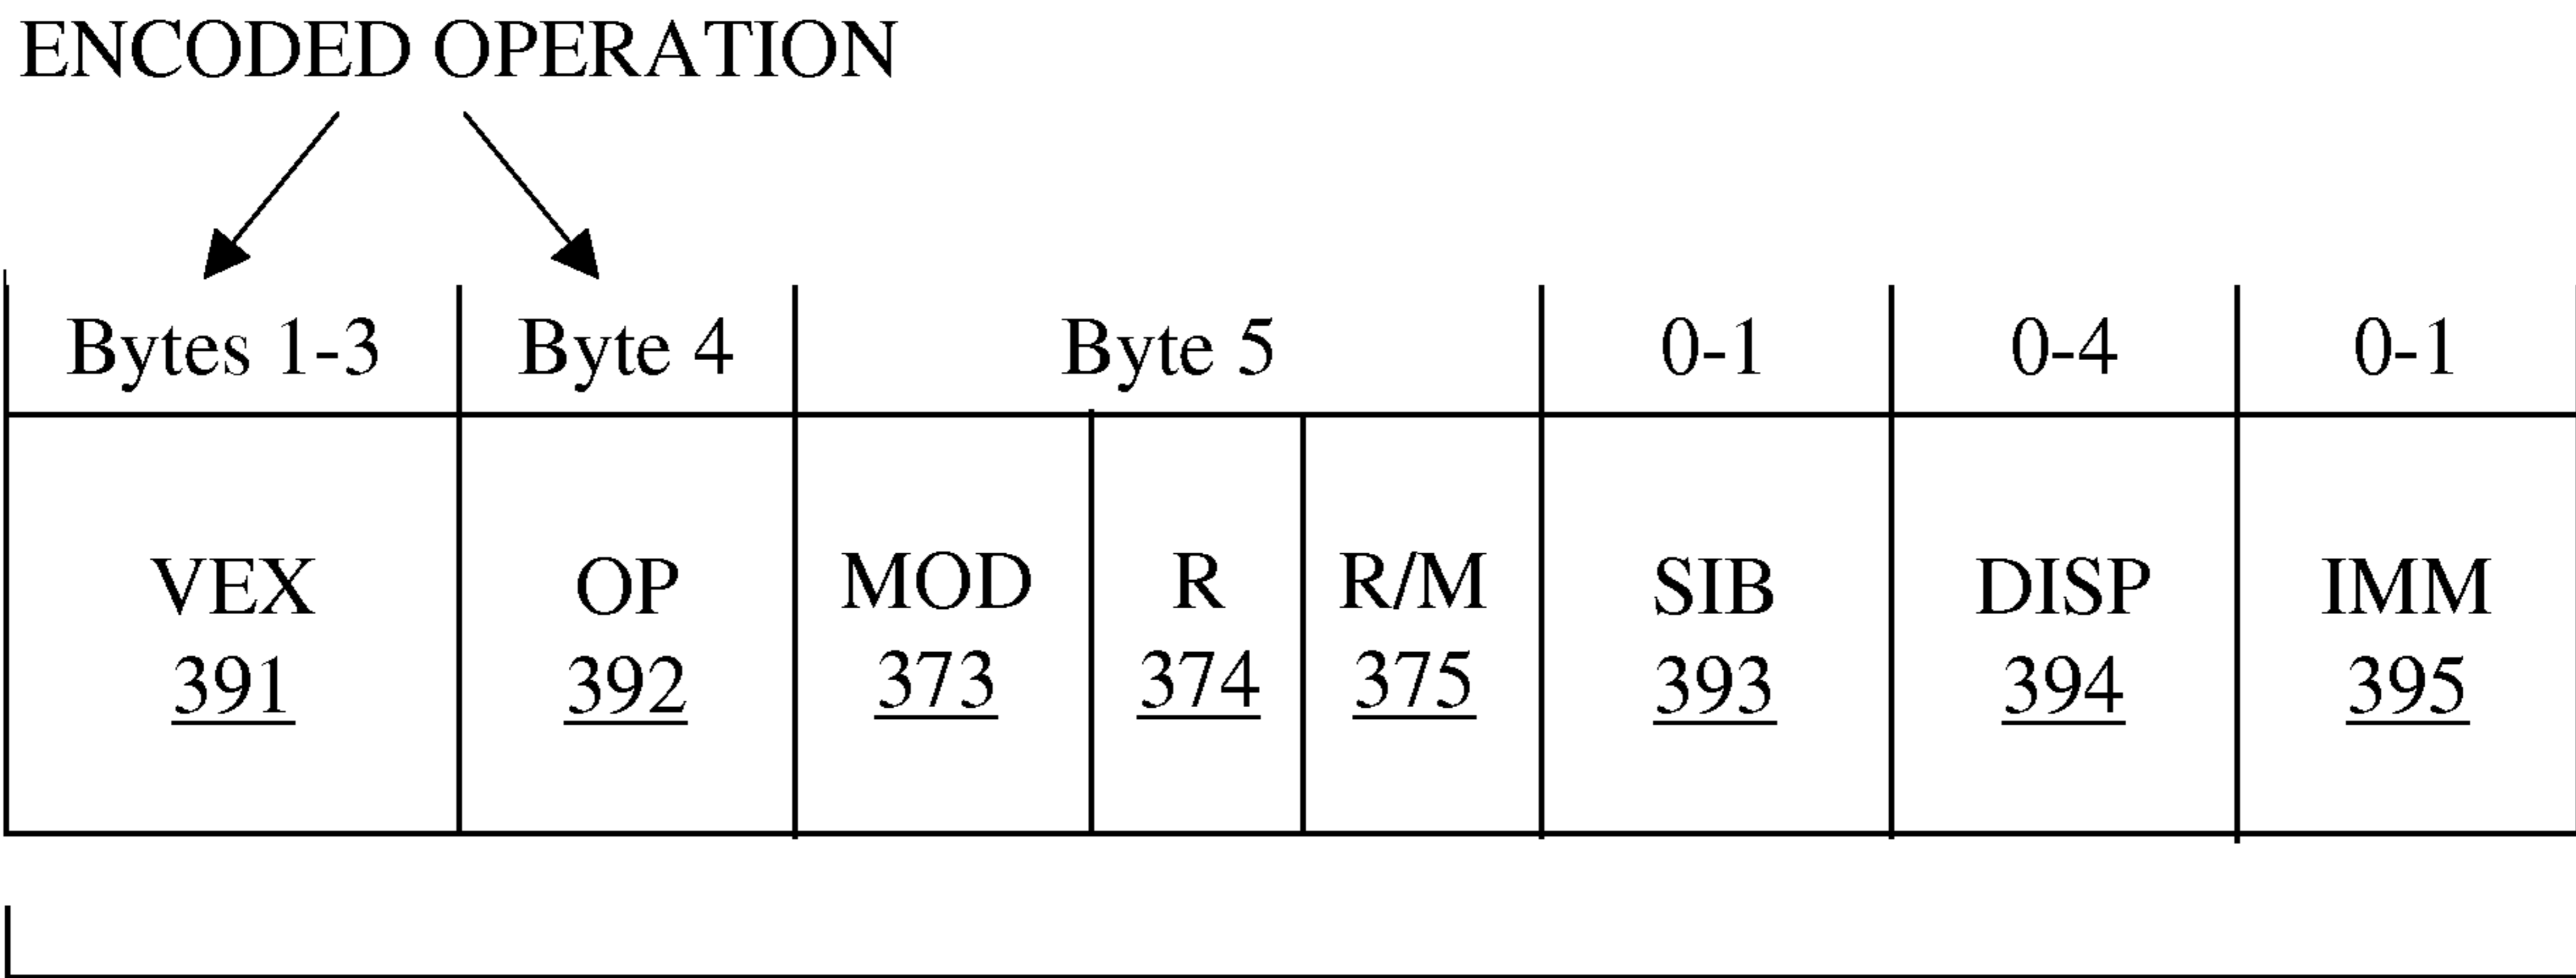 ENCODED OPERATION
Bytes 1-3 Byte 4 Byte 5 0-1 0-4 0-1
VEX OP MOD R R/M SIB DISP IMM
391 392 373 374 375 393 394 395